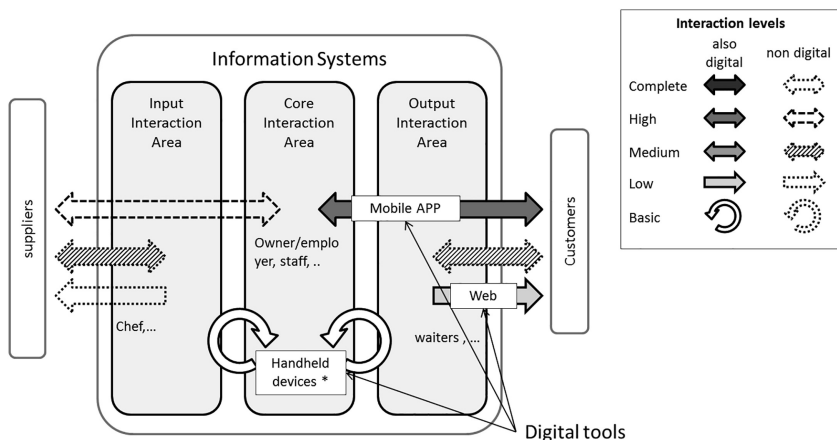 Information Systems
Input
Interaction
Area
Core
Interaction
Area
Output
Interaction
Area
suppliers
Customers
Mobile APP
Owner/emplo
yer, staff, ..
Web
Chef,...
waiters , ...
Handheld
devices *
Digital tools
Interaction levels
also
digital
non digital
Complete
High
Medium
Low
Basic